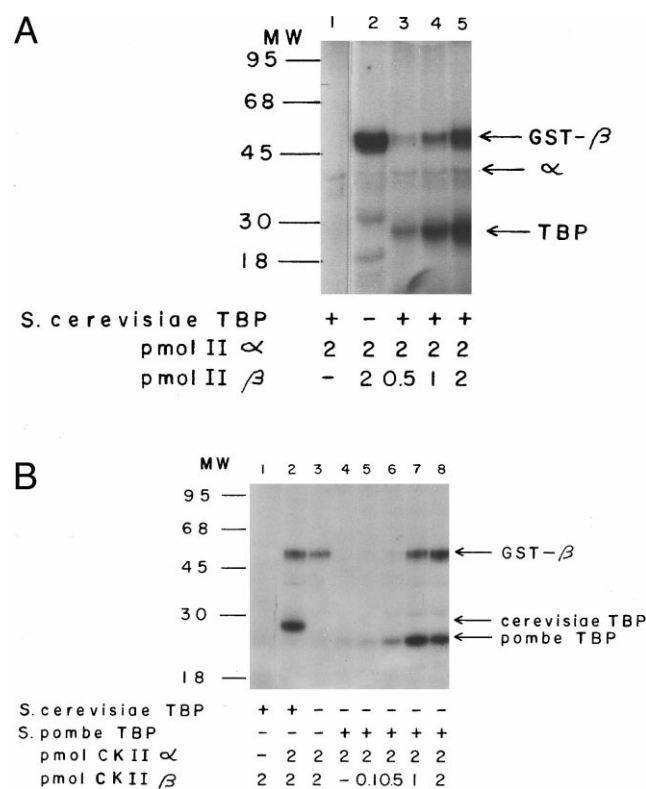 A
1 2 3 4 5
MW
95
68
45
30
18
GST-β
α
TBP
S. cerevisiae TBP + - + + +
pmol II α 2 2 2 2 2
pmol II β - 2 0.5 1 2
B
MW 1 2 3 4 5 6 7 8
95
68
45
30
18
GST-β
cerevisiae TBP
pombe TBP
S. cerevisiae TBP + + - - - - - -
S. pombe TBP - - - + + + + +
pmol CKII α - 2 2 2 2 2 2 2
pmol CKII β 2 2 2 - 0.1 0.5 1 2